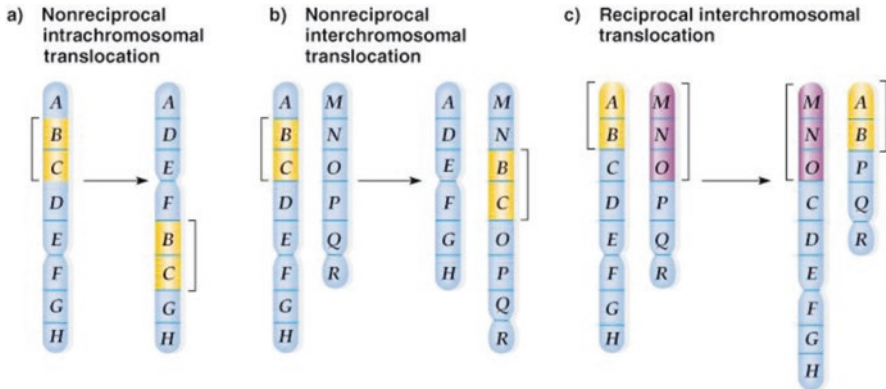 a) Nonreciprocal
intrachromosomal
translocation
A
B
C
D
E
F
G
H
A
D
E
F
B
C
G
H
b) Nonreciprocal
interchromosomal
translocation
A
B
C
D
E
F
G
H
M
N
O
P
Q
R
A
D
E
F
G
H
M
N
B
C
O
P
Q
R
c) Reciprocal interchromosomal
translocation
A
B
C
D
E
F
G
H
M
N
O
P
Q
R
M
N
O
C
D
E
F
G
H
A
B
P
Q
R